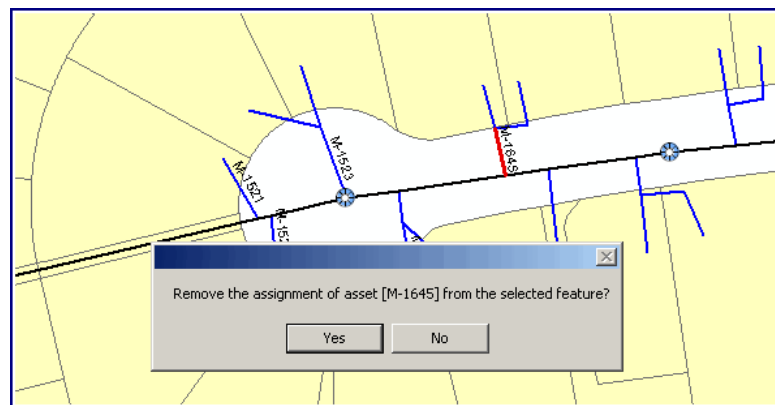 M-1645
M-1523
M-1521
Remove the assignment of asset [M-1645] from the selected feature?
Yes
No